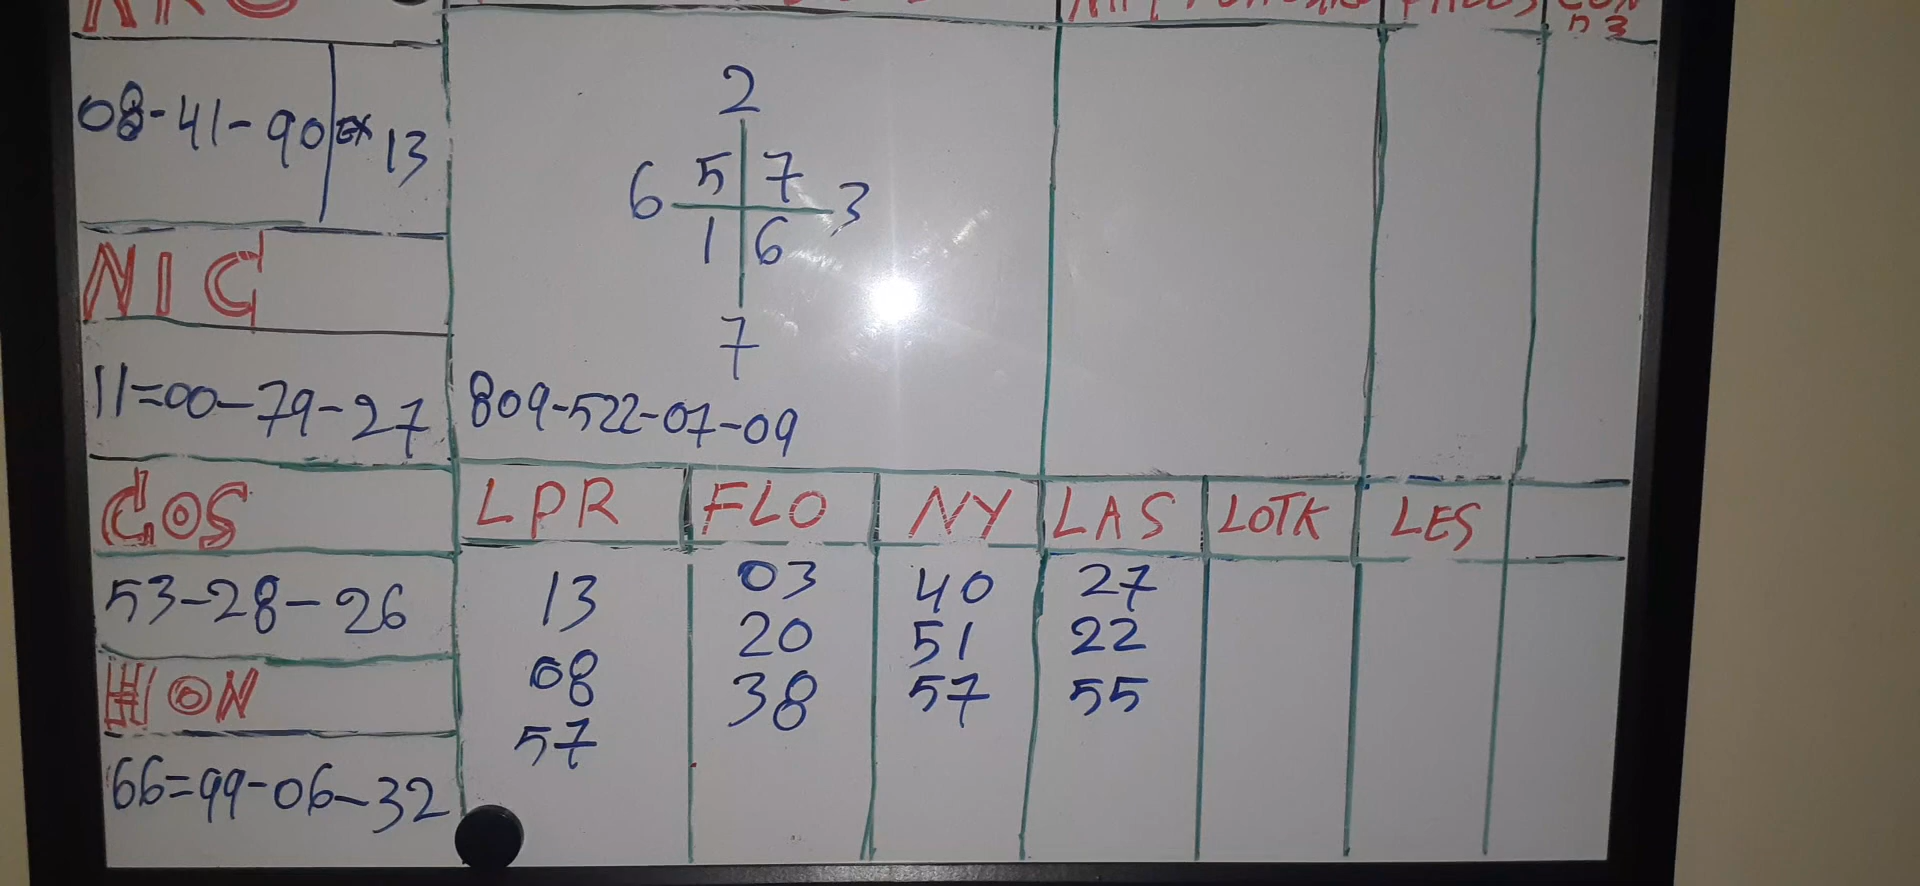 08-41-90 EX 13
NIC
11=00-79-27
COS
53-28-26
HON
66=99-06-32
2
5 7
6 3
1 6
7
809-522-07-09
LPR FLO NY LAS LOTK LES
13 03 40 27
08 20 51 22
57 38 57 55